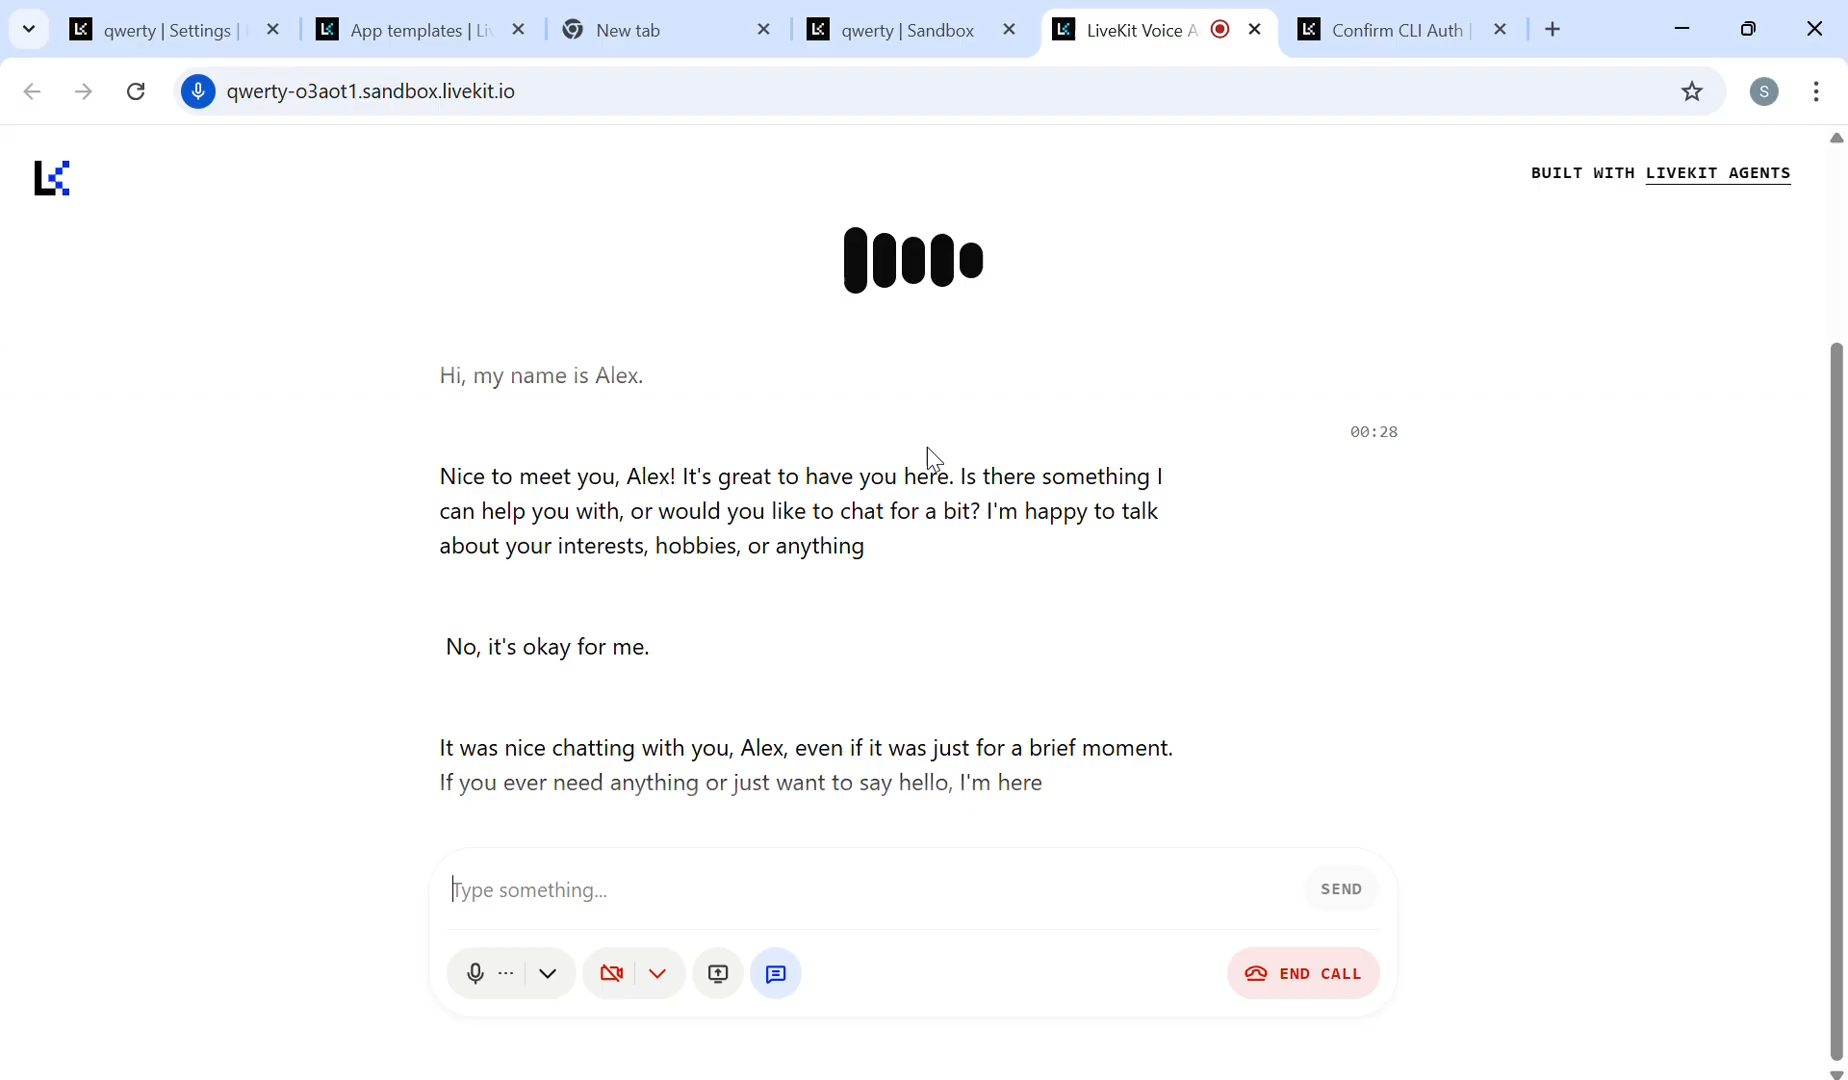 qwerty | Settings |
App templates | Li
New tab
qwerty | Sandbox
LiveKit Voice A
Confirm CLI Auth |
qwerty-o3aot1.sandbox.livekit.io
S
BUILT WITH LIVEKIT AGENTS
Hi, my name is Alex.
00:28
Nice to meet you, Alex! It's great to have you here. Is there something I
can help you with, or would you like to chat for a bit? I'm happy to talk
about your interests, hobbies, or anything
No, it's okay for me.
It was nice chatting with you, Alex, even if it was just for a brief moment.
If you ever need anything or just want to say hello, I'm here
Type something...
SEND
END CALL